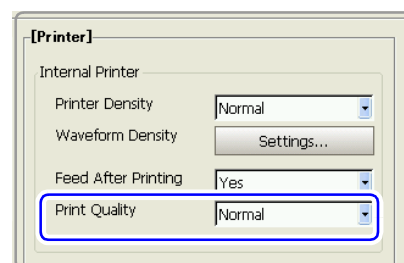 [Printer]
Internal Printer
Printer Density Normal
Waveform Density Settings...
Feed After Printing Yes
Print Quality Normal